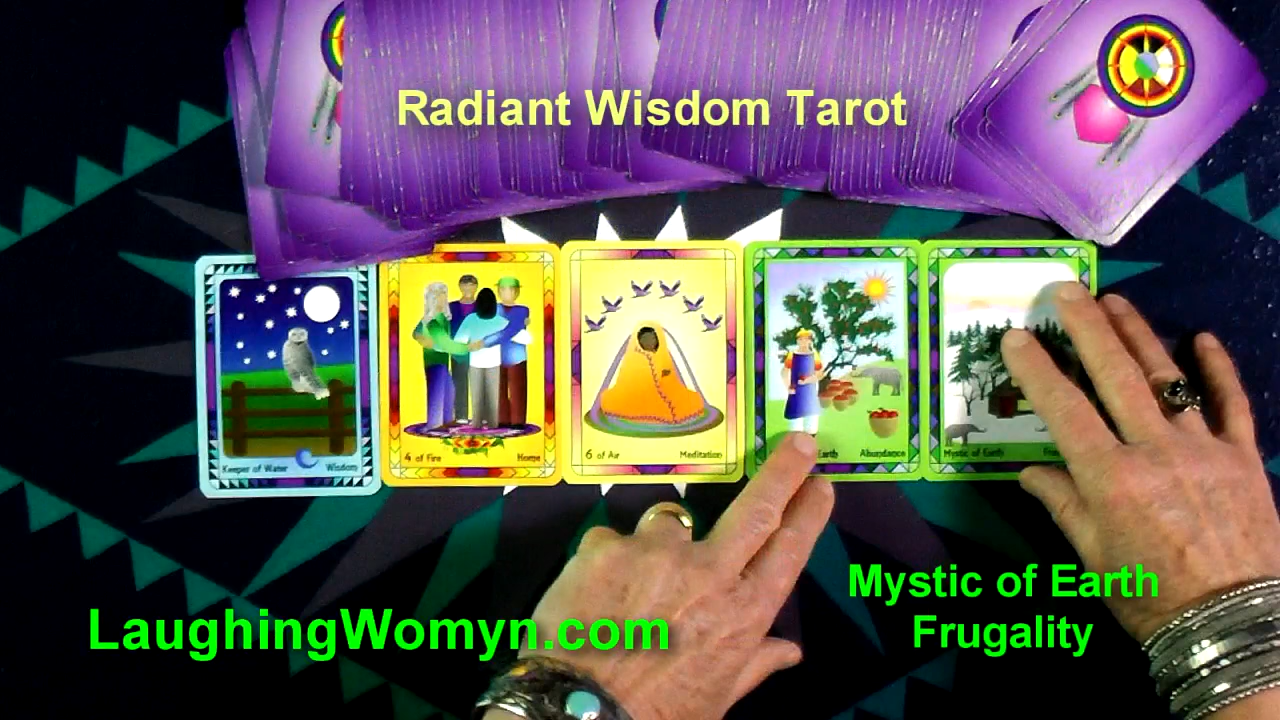 Radiant Wisdom Tarot
Keeper of Water Wisdom
4 of Fire Home
6 of Air Meditation
Earth Abundance
Mystic of Earth
LaughingWomyn.com
Mystic of Earth
Frugality